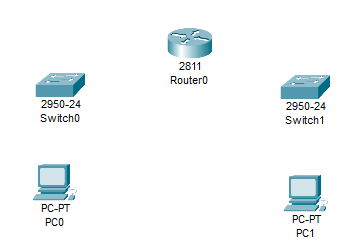 2811
Router0
2950-24
Switch0
2950-24
Switch1
PC-PT
PC0
PC-PT
PC1